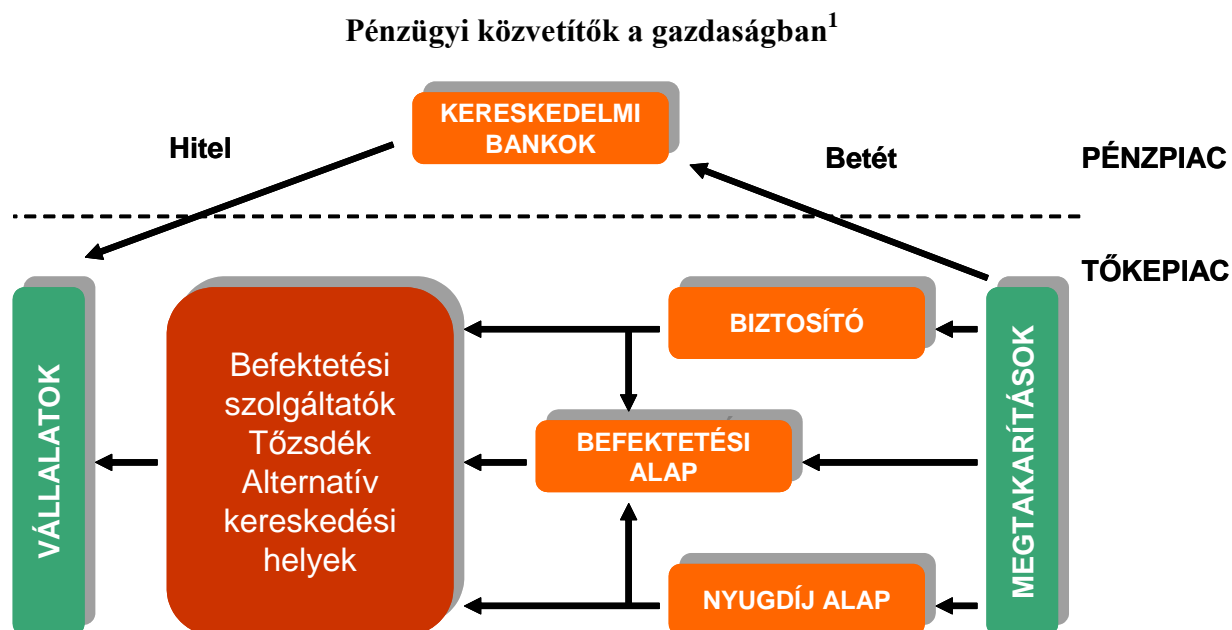 Pénzügyi közvetítők a gazdaságban1
KERESKEDELMI
BANKOK
Hitel
Betét
PÉNZPIAC
TŐKEPIAC
VÁLLALATOK
Befektetési
szolgáltatók
Tőzsdék
Alternatív
kereskedési
helyek
BIZTOSÍTÓ
BEFEKTETÉSI
ALAP
NYUGDÍJ ALAP
MEGTAKARÍTÁSOK